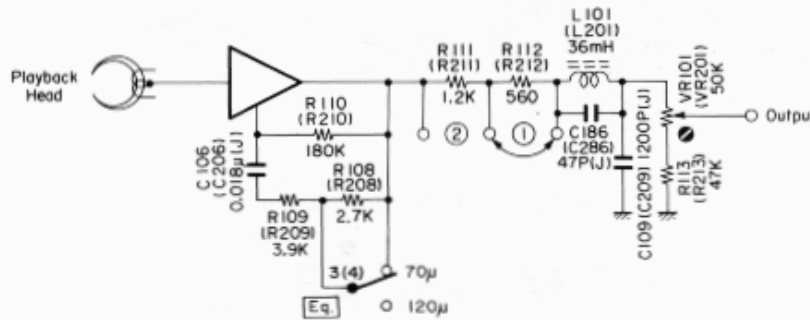 Playback
Head
R110
(R210)
180K
C106
(C206)
0.018μ(J)
R109
(R209)
3.9K
R108
(R208)
2.7K
3(4)
70μ
Eq.
120μ
R111
(R211)
1.2K
R112
(R212)
560
②
①
L101
(L201)
36mH
C186
(C286)
47P(J)
C109(C209)1200P(J)
VR101
(VR201)
50K
R113
(R213)
47K
Outpu